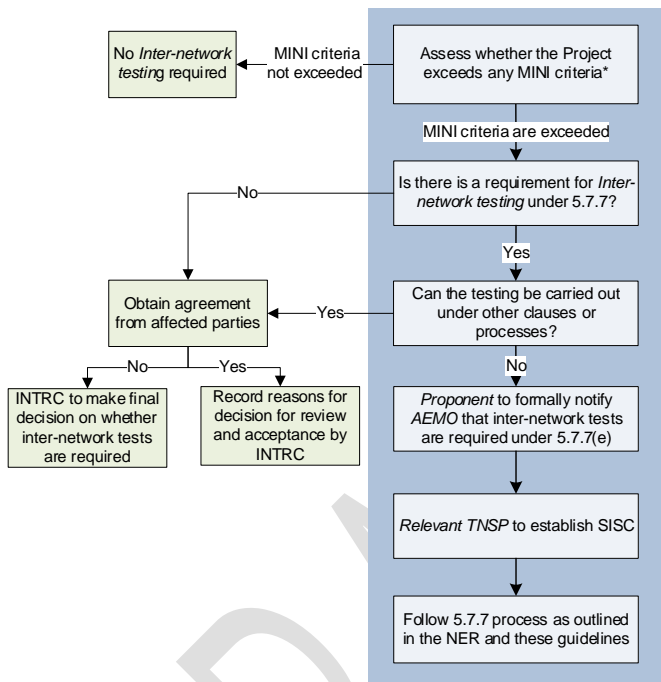 No Inter-network
testing required
MINI criteria
not exceeded
Assess whether the Project
exceeds any MINI criteria*
MINI criteria are exceeded
Is there is a requirement for Inter-
network testing under 5.7.7?
No
Yes
Obtain agreement
from affected parties
Yes
Can the testing be carried out
under other clauses or
processes?
No
Yes
No
INTRC to make final
decision on whether
inter-network tests
are required
Record reasons for
decision for review
and acceptance by
INTRC
Proponent to formally notify
AEMO that inter-network tests
are required under 5.7.7(e)
Relevant TNSP to establish SISC
Follow 5.7.7 process as outlined
in the NER and these guidelines